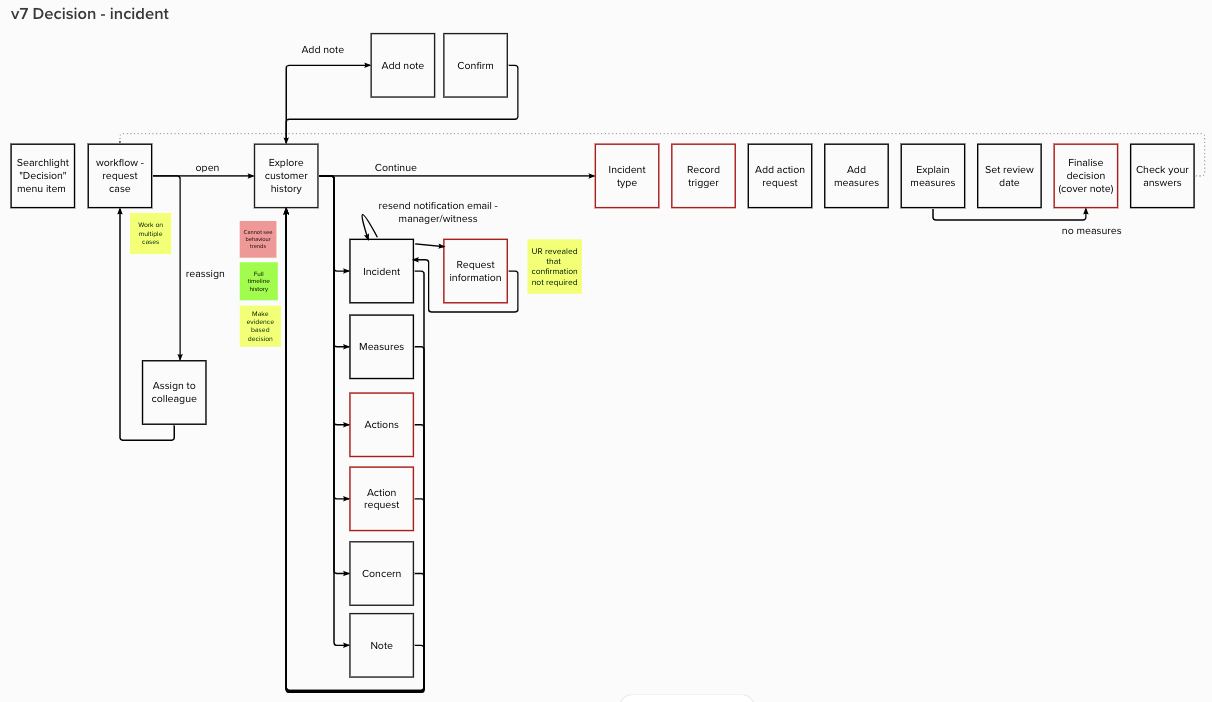 v7 Decision - incident
Add note
Add note
Confirm
Searchlight
"Decision"
menu item
workflow -
request
case
open
Explore
customer
history
Continue
Incident
type
Record
trigger
Add action
request
Add
measures
Explain
measures
Set review
date
Finalise
decision
(cover note)
Check your
answers
no measures
Work on
multiple
cases
reassign
Assign to
colleague
Cannot see
behaviour
trends
Full
timeline
history
Make
evidence
based
decision
resend notification email -
manager/witness
Incident
Request
information
UR revealed
that
confirmation
not required
Measures
Actions
Action
request
Concern
Note